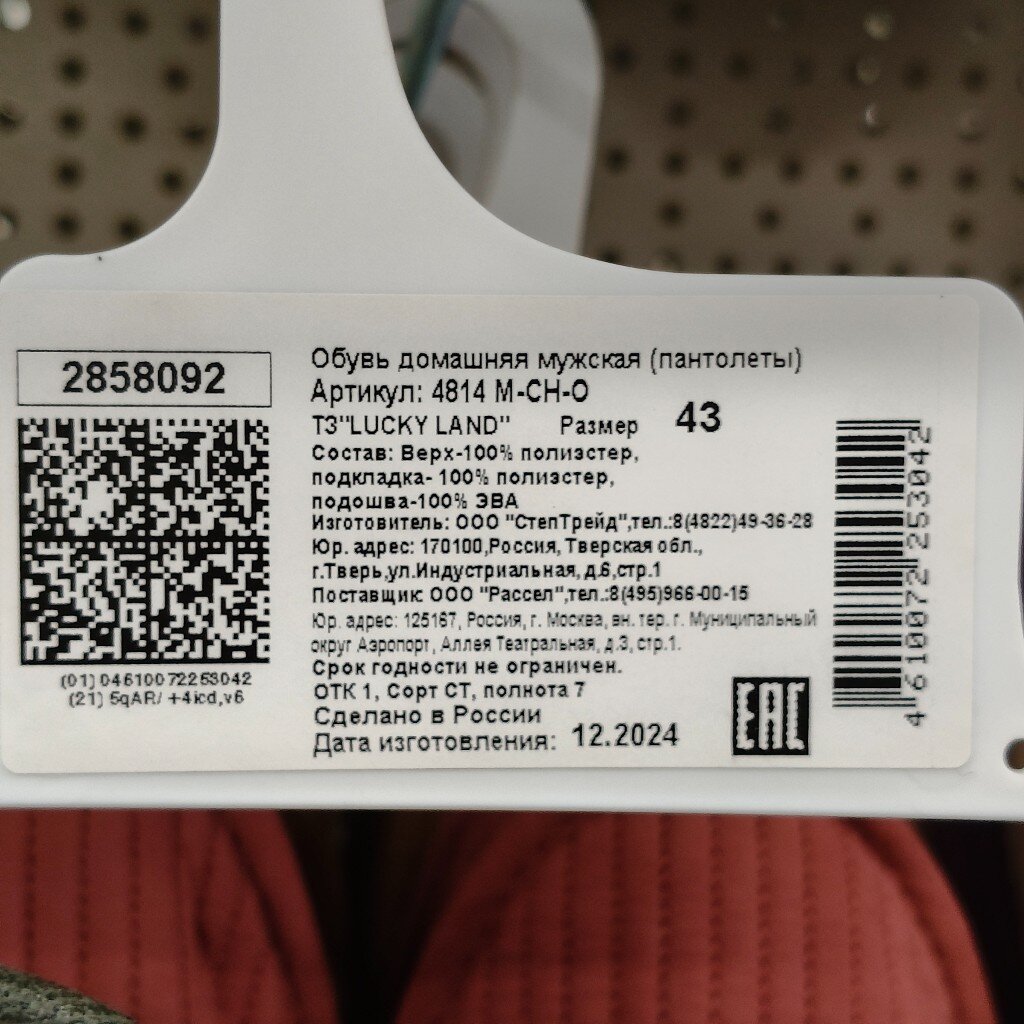 2858092
(01) 04610072253042
(21) 5qAR/ +4icd,v6
Обувь домашняя мужская (пантолеты)
Артикул: 4814 M-CH-O
ТЗ"LUCKY LAND" Размер 43
Состав: Верх-100% полиэстер,
подкладка- 100% полиэстер,
подошва-100% ЭВА
Изготовитель: ООО "СтепТрейд",тел.:8(4822)49-36-28
Юр. адрес: 170100,Россия, Тверская обл.,
г.Тверь,ул.Индустриальная, д.6,стр.1
Поставщик: ООО "Рассел",тел.:8(495)966-00-15
Юр. адрес: 125167, Россия, г. Москва, вн. тер. г. Муниципальный
округ Аэропорт, Аллея Театральная, д.3, стр.1.
Срок годности не ограничен.
ОТК 1, Сорт СТ, полнота 7
Сделано в России
Дата изготовления: 12.2024
EAC
4 610072 253042